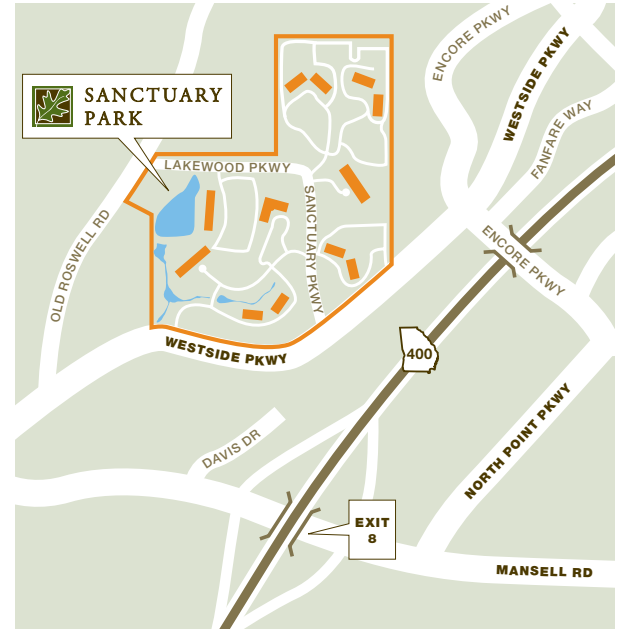 ENCORE PKWY
WESTSIDE PKWY
FANFARE WAY
SANCTUARY
PARK
LAKEWOOD PKWY
SANCTUARY PKWY
OLD ROSWELL RD
ENCORE PKWY
WESTSIDE PKWY
400
DAVIS DR
NORTH POINT PKWY
EXIT
8
MANSELL RD